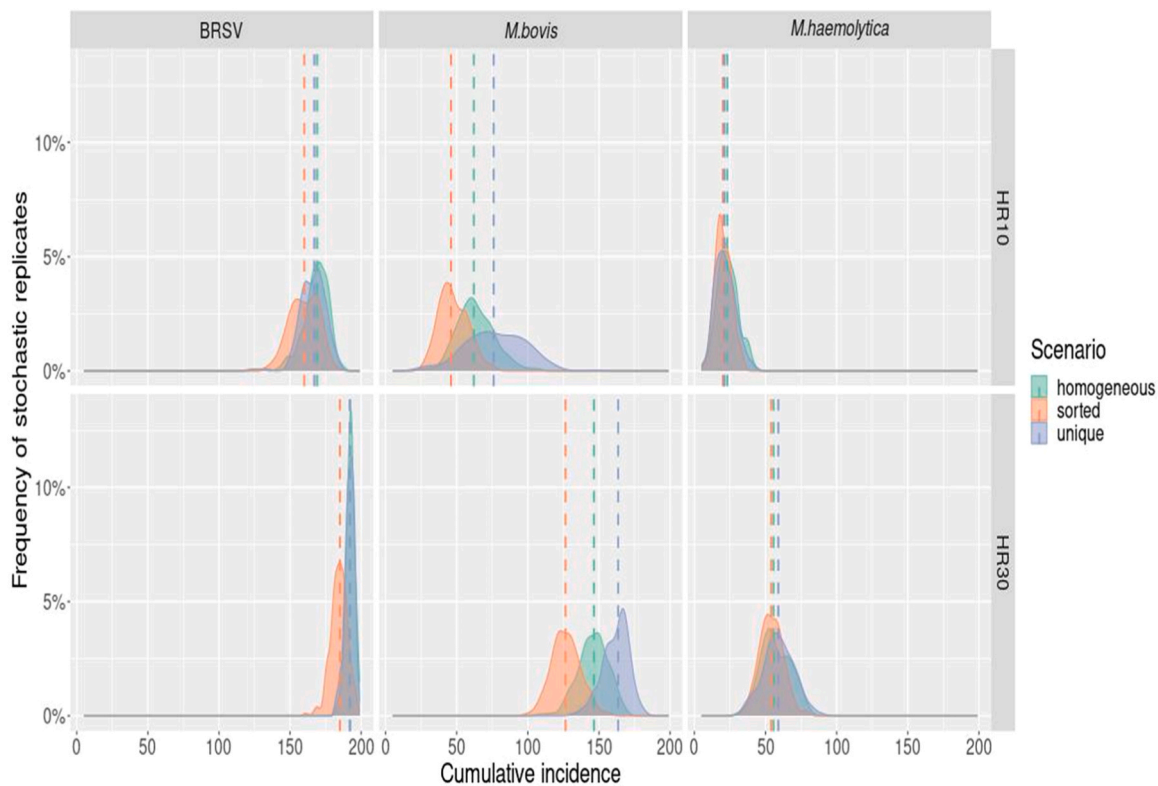 BRSV M.bovis M.haemolytica
Frequency of stochastic replicates
10%
5%
0%
HR10
10%
5%
0%
HR30
0 50 100 150 200 0 50 100 150 200 0 50 100 150 200
Cumulative incidence
Scenario
homogeneous
sorted
unique